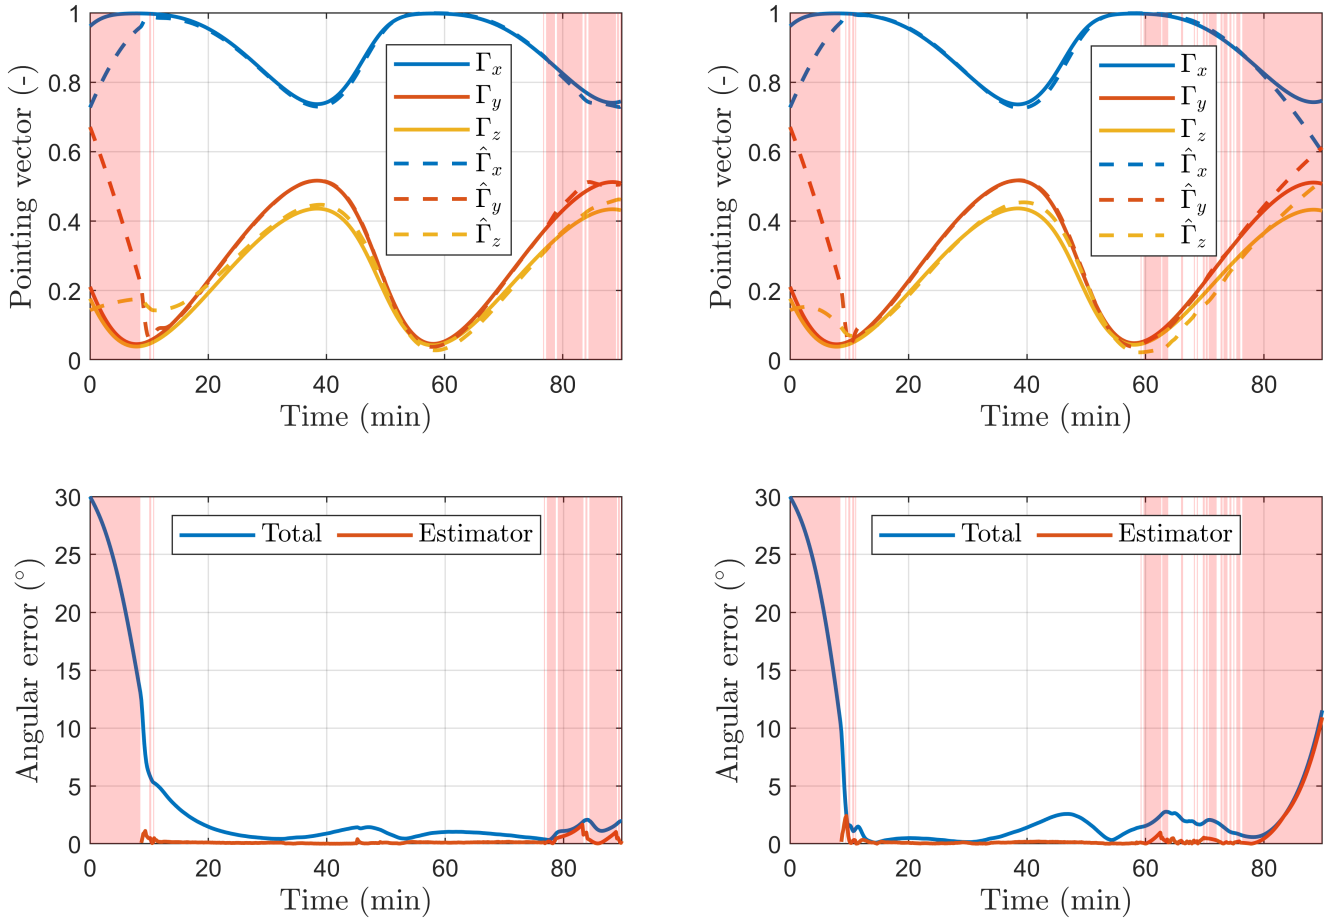 Pointing vector (-)
1
0.8
0.6
0.4
0.2
0
0 20 40 60 80
Time (min)
Γx
Γy
Γz
Γ̂x
Γ̂y
Γ̂z
Pointing vector (-)
1
0.8
0.6
0.4
0.2
0
0 20 40 60 80
Time (min)
Γx
Γy
Γz
Γ̂x
Γ̂y
Γ̂z
Angular error (°)
30
25
20
15
10
5
0
0 20 40 60 80
Time (min)
Total Estimator
Angular error (°)
30
25
20
15
10
5
0
0 20 40 60 80
Time (min)
Total Estimator